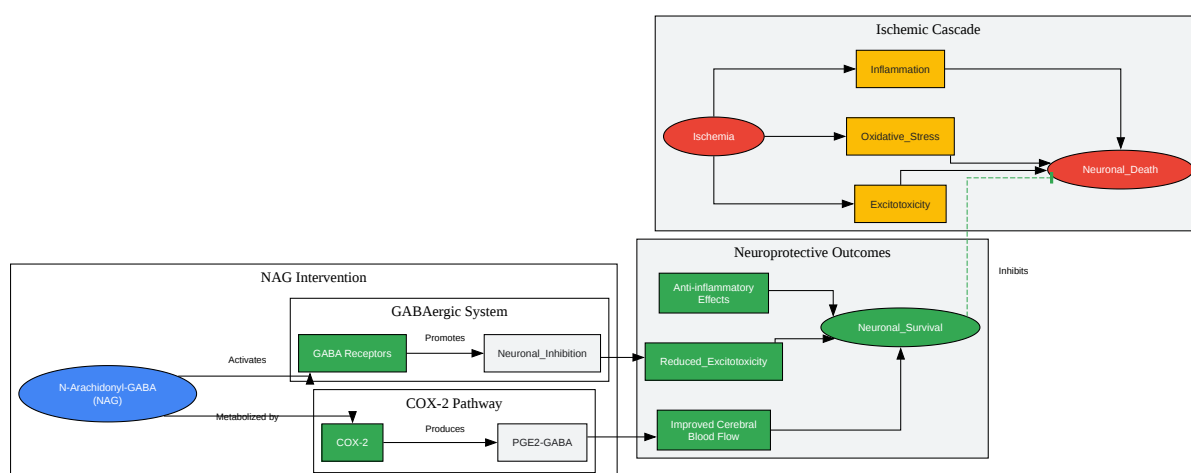 Ischemic Cascade
Inflammation
Ischemia
Oxidative_Stress
Neuronal_Death
Excitotoxicity
Neuroprotective Outcomes
NAG Intervention
Inhibits
Anti-inflammatory
Effects
GABAergic System
Neuronal_Survival
Activates
GABA Receptors
Promotes
Neuronal_Inhibition
Reduced_Excitotoxicity
N-Arachidonyl-GABA
(NAG)
COX-2 Pathway
Metabolized by
COX-2
Produces
PGE2-GABA
Improved Cerebral
Blood Flow